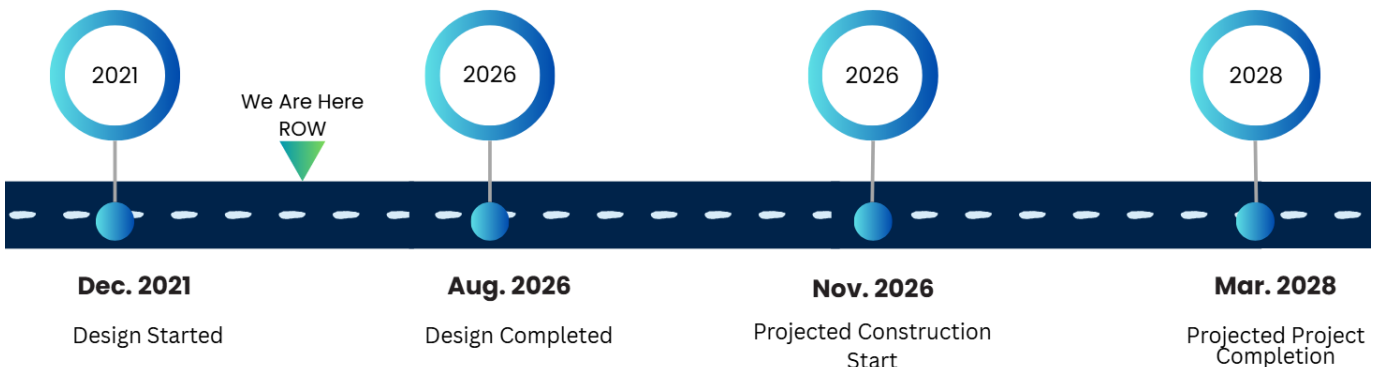 2021
We Are Here
ROW
2026
2026
2028
Dec. 2021
Design Started
Aug. 2026
Design Completed
Nov. 2026
Projected Construction
Start
Mar. 2028
Projected Project
Completion